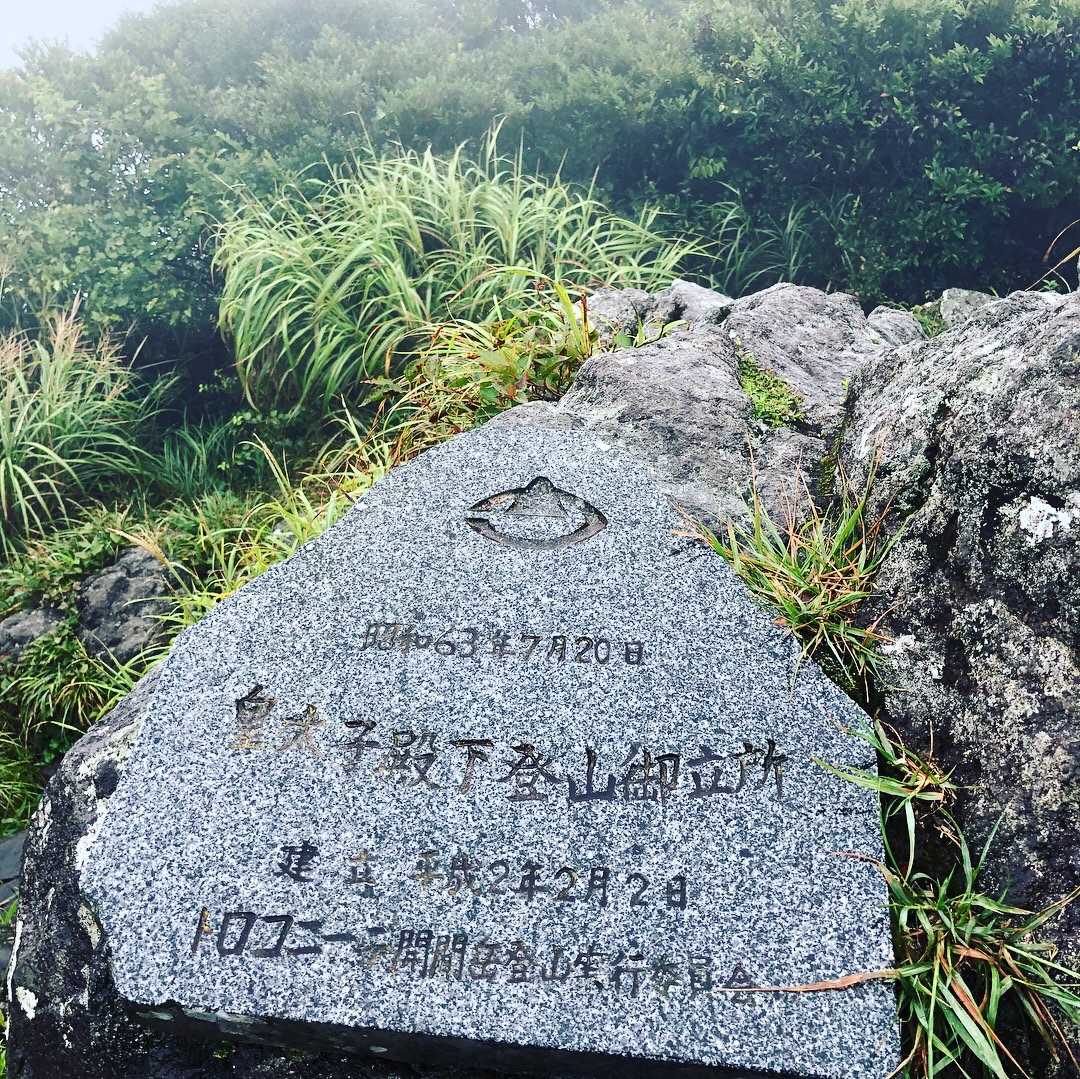 昭和63年7月20日
皇太子殿下登山御立所
建立 平成2年2月2日
トロコニーニ開聞岳登山実行委員会